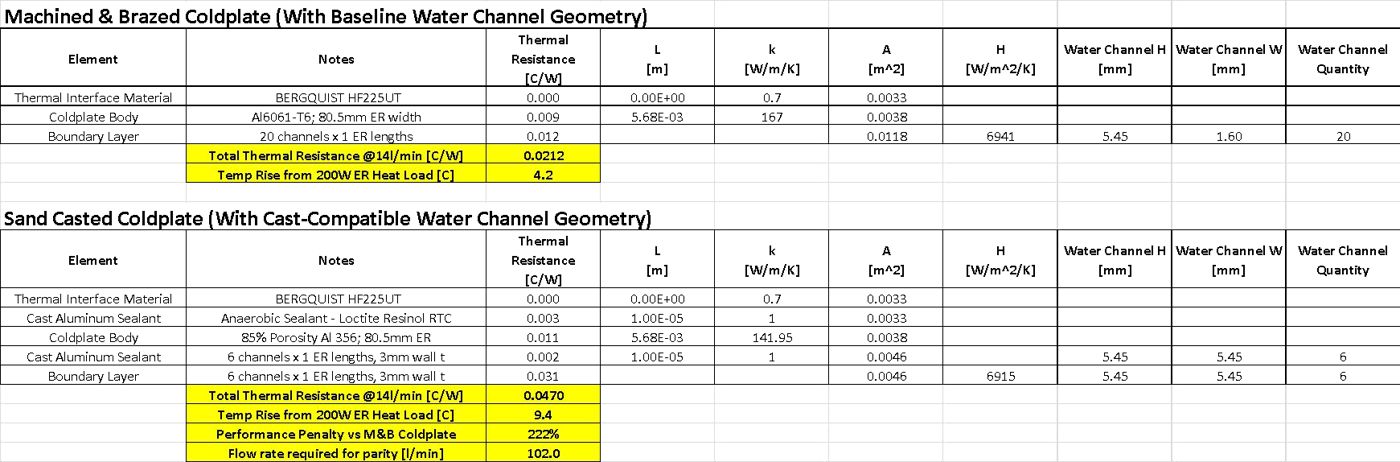 Machined & Brazed Coldplate (With Baseline Water Channel Geometry)
Element Notes Thermal Resistance [C/W] L [m] k [W/m/K] A [m^2] H [W/m^2/K] Water Channel H [mm] Water Channel W [mm] Water Channel Quantity
Thermal Interface Material BERGQUIST HF225UT 0.000 0.00E+00 0.7 0.0033
Coldplate Body Al6061-T6; 80.5mm ER width 0.009 5.68E-03 167 0.0038
Boundary Layer 20 channels x 1 ER lengths 0.012 0.0118 6941 5.45 1.60 20
Total Thermal Resistance @14l/min [C/W] 0.0212
Temp Rise from 200W ER Heat Load [C] 4.2
Sand Casted Coldplate (With Cast-Compatible Water Channel Geometry)
Element Notes Thermal Resistance [C/W] L [m] k [W/m/K] A [m^2] H [W/m^2/K] Water Channel H [mm] Water Channel W [mm] Water Channel Quantity
Thermal Interface Material BERGQUIST HF225UT 0.000 0.00E+00 0.7 0.0033
Cast Aluminum Sealant Anaerobic Sealant - Loctite Resinol RTC 0.003 1.00E-05 1 0.0033
Coldplate Body 85% Porosity Al 356; 80.5mm ER 0.011 5.68E-03 141.95 0.0038
Cast Aluminum Sealant 6 channels x 1 ER lengths, 3mm wall t 0.002 1.00E-05 1 0.0046 5.45 5.45 6
Boundary Layer 6 channels x 1 ER lengths, 3mm wall t 0.031 0.0046 6915 5.45 5.45 6
Total Thermal Resistance @14l/min [C/W] 0.0470
Temp Rise from 200W ER Heat Load [C] 9.4
Performance Penalty vs M&B Coldplate 222%
Flow rate required for parity [l/min] 102.0